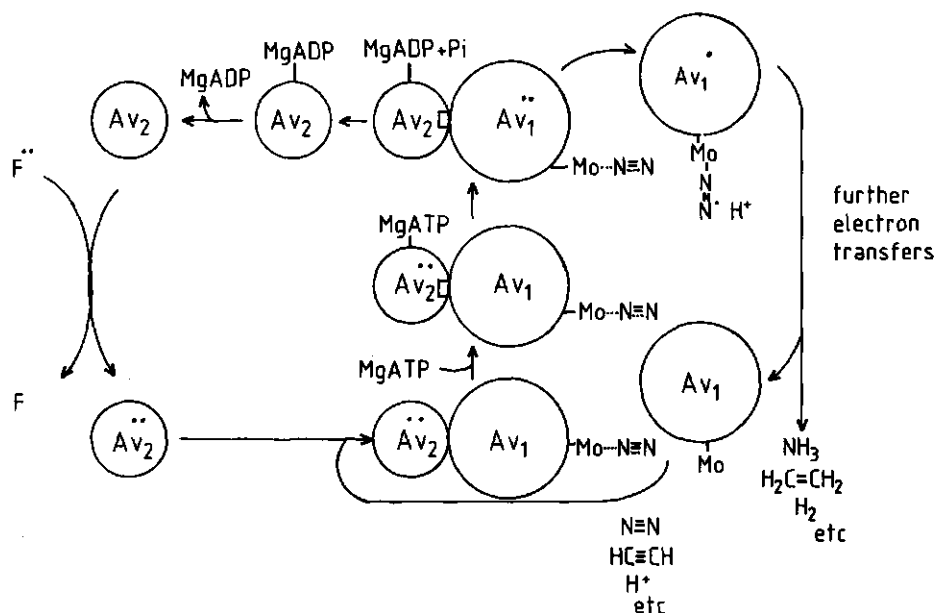 MgADP
MgADP
MgADP+Pi
Av₂
Av₂
Av₂
Av₁
Av₁
Mo···N≡N
Mo
N
N· H⁺
F
MgATP
Av₂
Av₁
Mo···N≡N
further
electron
transfers
MgATP
F
Av₂
Av₂
Av₁
Mo···N≡N
Av₁
Mo
NH₃
H₂C=CH₂
H₂
etc
N≡N
HC≡CH
H⁺
etc